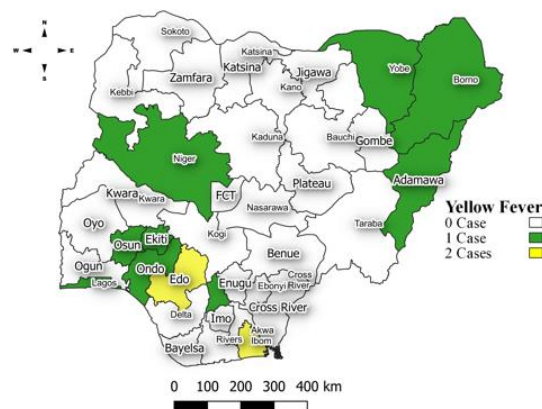 N
W E
S
Sokoto
Katsina
Zamfara Katsina Jigawa
Yobe
Borno
Kebbi
Kano
Kaduna
Bauchi Gombe
Niger
Adamawa
Plateau
Kwara
Kwara
FCT
Nasarawa
Taraba
Oyo
Kogi
Ekiti
Osun
Benue
Ogun
Ondo
Edo
Enugu
Ebonyi
Cross
River
Lagos
Cross River
Delta
Imo
Akwa
Ibom
Bayelsa
Rivers
Yellow Fever
0 Case
1 Case
2 Cases
0 100 200 300 400 km